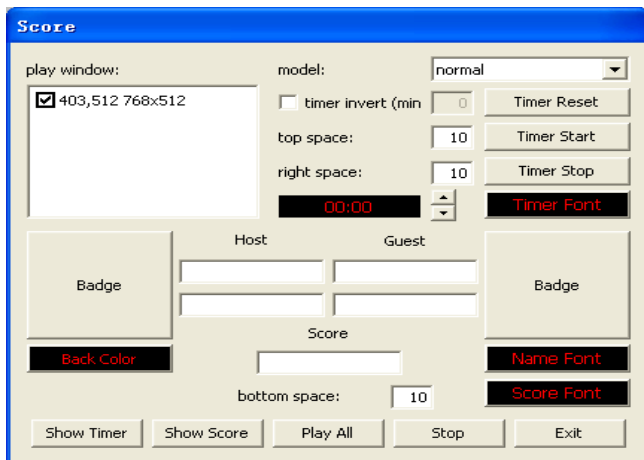 Score
play window:
model:
normal
403,512 768x512
timer invert (min
0
Timer Reset
top space:
10
Timer Start
right space:
10
Timer Stop
00:00
Timer Font
Host
Guest
Badge
Badge
Score
Back Color
Name Font
bottom space:
10
Score Font
Show Timer
Show Score
Play All
Stop
Exit